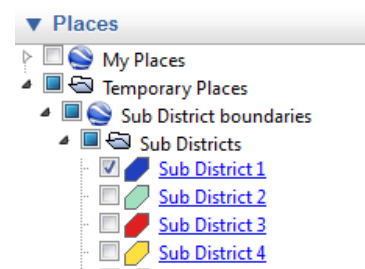 Places
My Places
Temporary Places
Sub District boundaries
Sub Districts
Sub District 1
Sub District 2
Sub District 3
Sub District 4